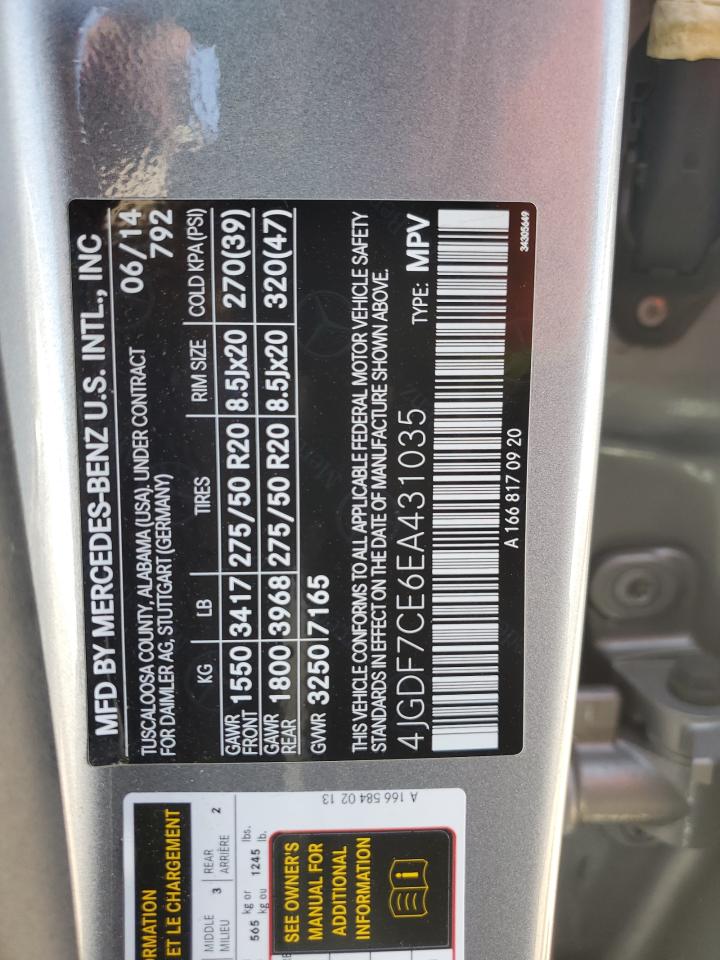 MFD BY MERCEDES-BENZ U.S. INTL., INC
TUSCALOOSA COUNTY, ALABAMA (USA), UNDER CONTRACT 06/14
FOR DAIMLER AG, STUTTGART (GERMANY) 792
KG LB TIRES RIM SIZE COLD KPA (PSI)
GAWR
FRONT 1550 3417 275/50 R20 8.5Jx20 270(39)
GAWR
REAR 1800 3968 275/50 R20 8.5Jx20 320(47)
GVWR 3250 7165
THIS VEHICLE CONFORMS TO ALL APPLICABLE FEDERAL MOTOR VEHICLE SAFETY
STANDARDS IN EFFECT ON THE DATE OF MANUFACTURE SHOWN ABOVE.
4JGDF7CE6EA431035 TYPE: MPV
A 166 817 09 20
34305649
ET LE CHARGEMENT
MIDDLE 3 REAR 2
MILIEU ARRIÈRE
565 kg or 1245 lbs.
kg ou lb.
SEE OWNER'S
MANUAL FOR
ADDITIONAL
INFORMATION
A 166 584 02 13